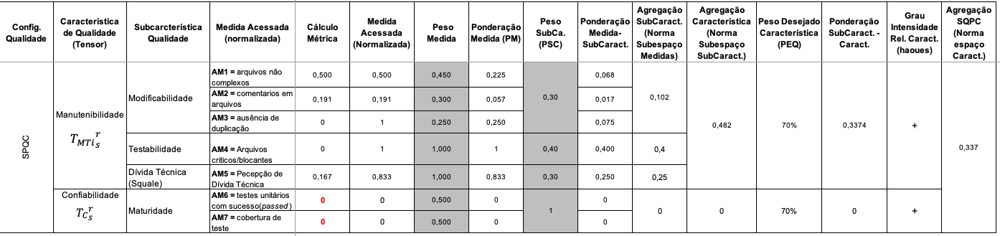 Config. Qualidade | Característica de Qualidade (Tensor) | Subcarcterística Qualidade | Medida Acessada (normalizada) | Cálculo Métrica | Medida Acessada (Normalizada) | Peso Medida | Ponderação Medida (PM) | Peso SubCa. (PSC) | Ponderação Medida-SubCaract. | Agregação SubCaract. (Norma Subespaço Medidas) | Agregação Característica (Norma Subespaço SubCaract.) | Peso Desejado Característica (PEQ) | Ponderação SubCaract. - Caract. | Grau Intensidade Rel. Caract. (haoues) | Agregação SQPC (Norma espaço Caract.)
SPQC | Manutenibilidade T_{MTi}{}_s^r | Modificabilidade | AM1 = arquivos não complexos | 0,500 | 0,500 | 0,450 | 0,225 | 0,30 | 0,068 | 0,102 | 0,482 | 70% | 0,3374 | + | 0,337
AM2 = comentarios em arquivos | 0,191 | 0,191 | 0,300 | 0,057 | 0,017
AM3 = ausência de duplicação | 0 | 1 | 0,250 | 0,250 | 0,075
Testabilidade | AM4 = Arquivos criticos/blocantes | 0 | 1 | 1,000 | 1 | 0,40 | 0,400 | 0,4
Dívida Técnica (Squale) | AM5 = Pecepção de Dívida Técnica | 0,167 | 0,833 | 1,000 | 0,833 | 0,30 | 0,250 | 0,25
Confiabilidade T_C{}_s^r | Maturidade | AM6 = testes unitários com sucesso(passed) | 0 | 0 | 0,500 | 0 | 1 | 0 | 0 | 0 | 70% | 0 | +
AM7 = cobertura de teste | 0 | 0 | 0,500 | 0 | 0